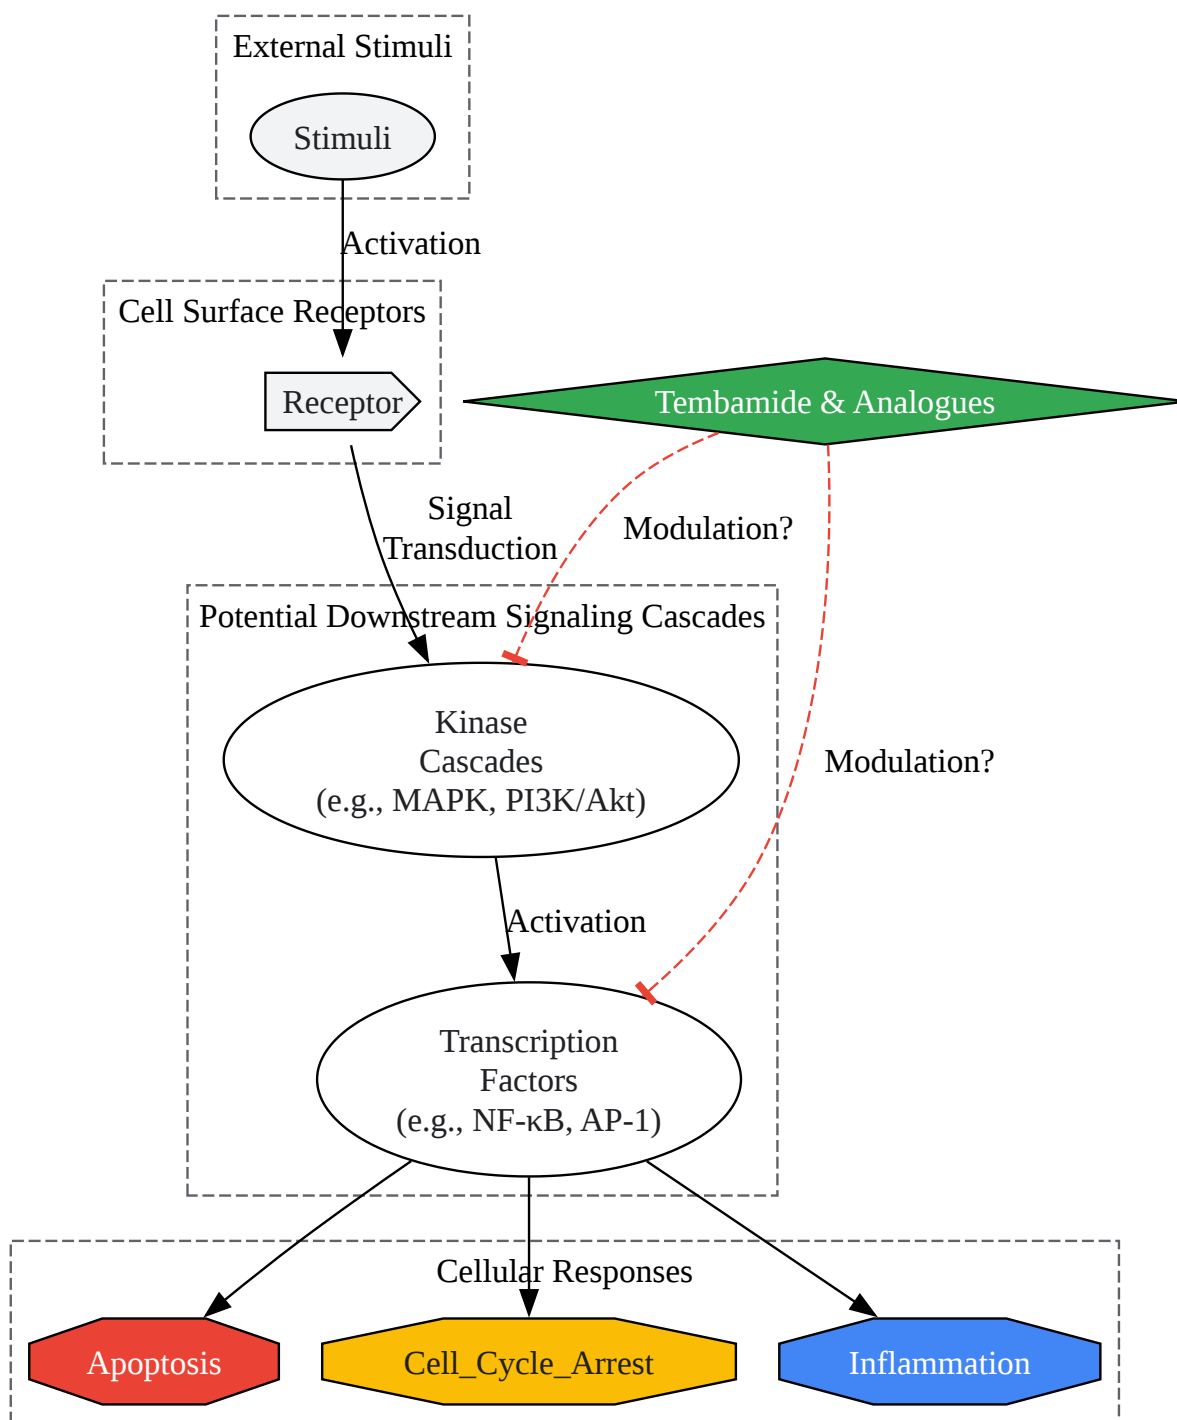 External Stimuli
Stimuli
Activation
Cell Surface Receptors
Receptor
Tembamide & Analogues
Signal
Transduction
Modulation?
Potential Downstream Signaling Cascades
Kinase
Cascades
(e.g., MAPK, PI3K/Akt)
Modulation?
Activation
Transcription
Factors
(e.g., NF-κB, AP-1)
Cellular Responses
Apoptosis
Cell_Cycle_Arrest
Inflammation